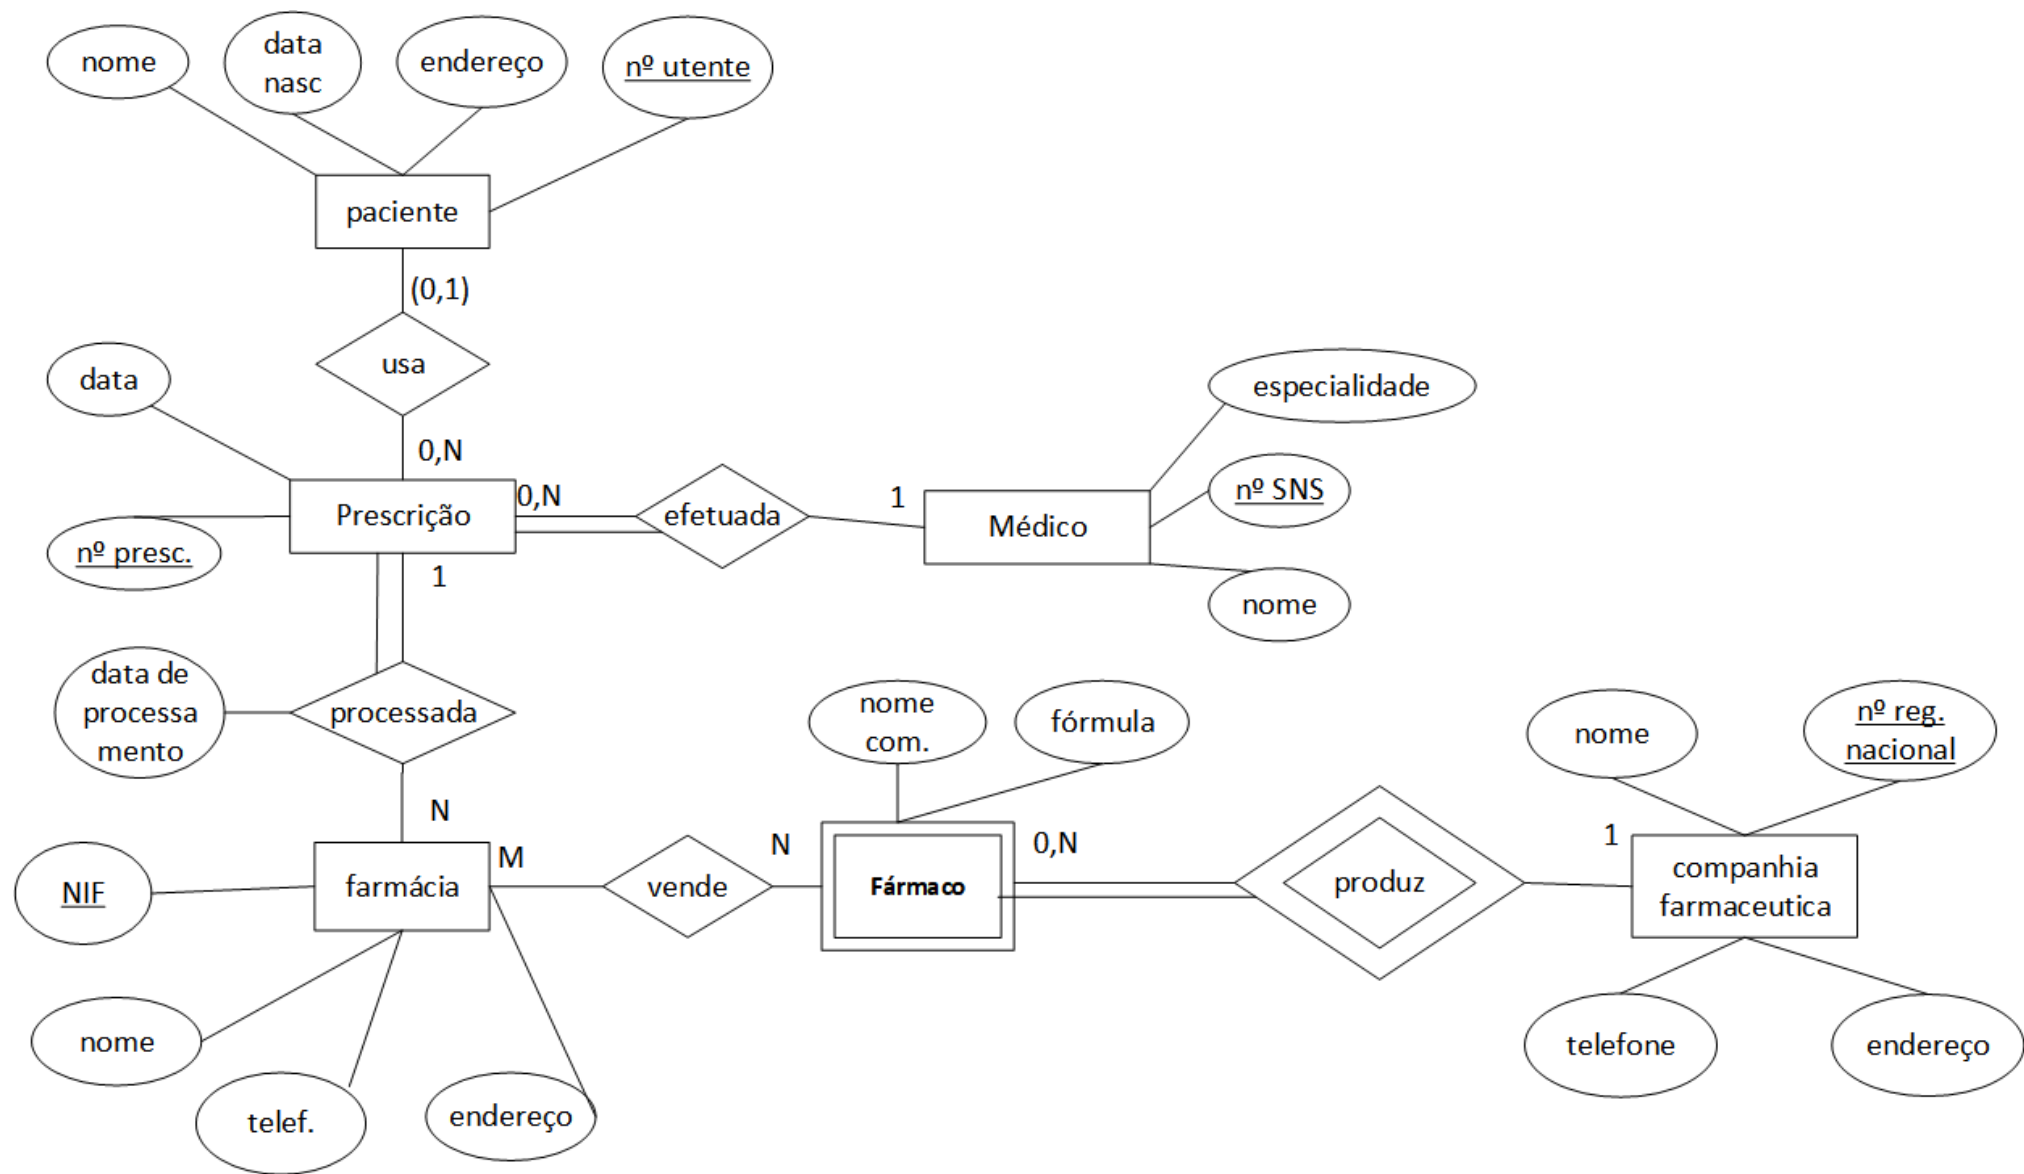 nome
data
nasc
endereço
nº utente
paciente
(0,1)
usa
data
0,N
especialidade
Prescrição
0,N
efetuada
1
Médico
nº SNS
nº presc.
1
nome
data de
processa
mento
processada
nome
com.
fórmula
nome
nº reg.
nacional
N
NIF
farmácia
M
vende
N
Fármaco
0,N
produz
1
companhia
farmaceutica
nome
telef.
endereço
telefone
endereço